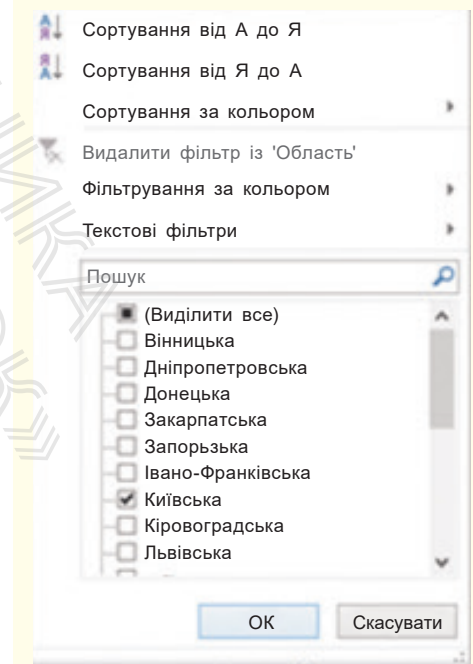 Сортування від А до Я
Сортування від Я до А
Сортування за кольором
Видалити фільтр із 'Область'
Фільтрування за кольором
Текстові фільтри
Пошук
(Виділити все)
Вінницька
Дніпропетровська
Донецька
Закарпатська
Запорьзька
Івано-Франківська
Київська
Кіровоградська
Львівська
ОК
Скасувати